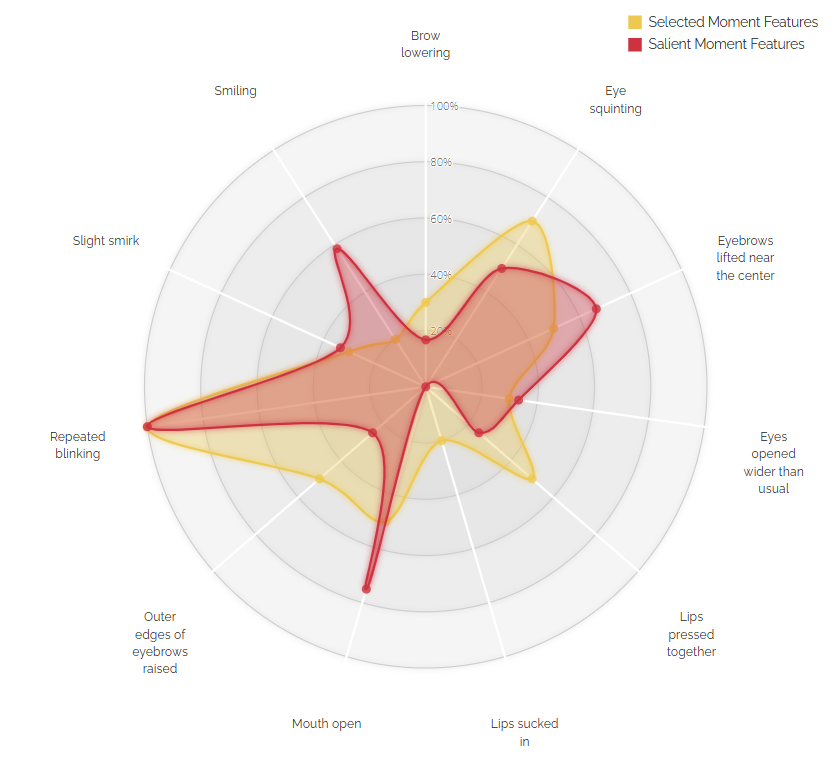 Selected Moment Features
Salient Moment Features
Brow
lowering
Smiling
Eye
squinting
100%
80%
60%
40%
20%
Slight smirk
Eyebrows
lifted near
the center
Repeated
blinking
Eyes
opened
wider than
usual
Outer
edges of
eyebrows
raised
Lips
pressed
together
Mouth open
Lips sucked
in